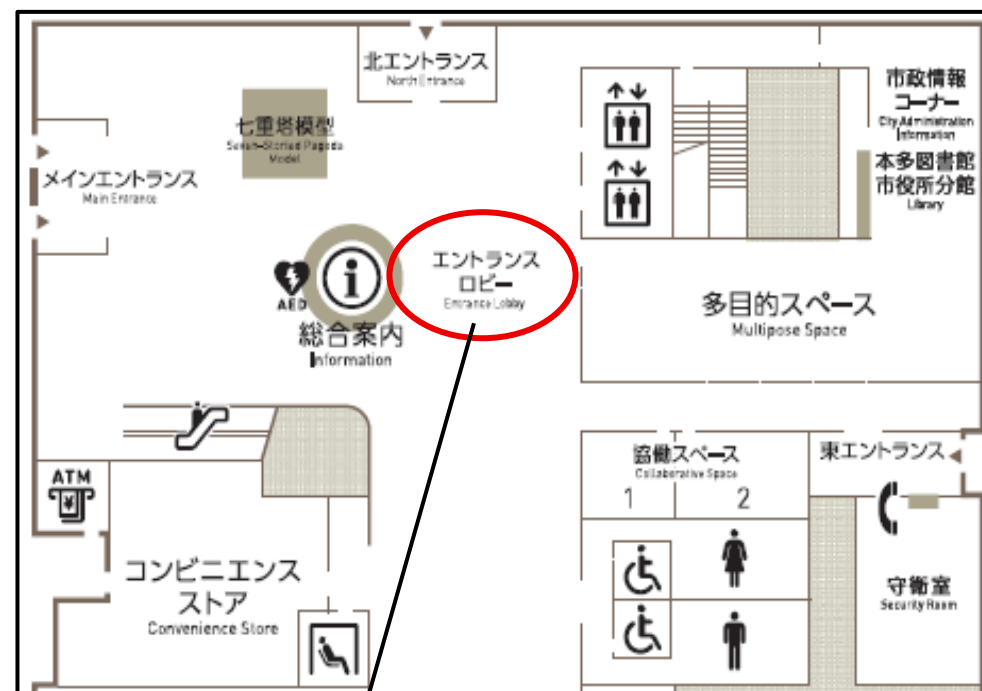 北エントランス
North Entrance
七重塔模型
Seven-Storied Pagoda
Model
メインエントランス
Main Entrance
市政情報
コーナー
City Administration
Information
本多図書館
市役所分館
Library
エントランス
ロビー
Entrance Lobby
AED
総合案内
Information
多目的スペース
Multipose Space
ATM
コンビニエンス
ストア
Convenience Store
協働スペース
Collaborative Space
1
2
東エントランス
守衛室
Security Room